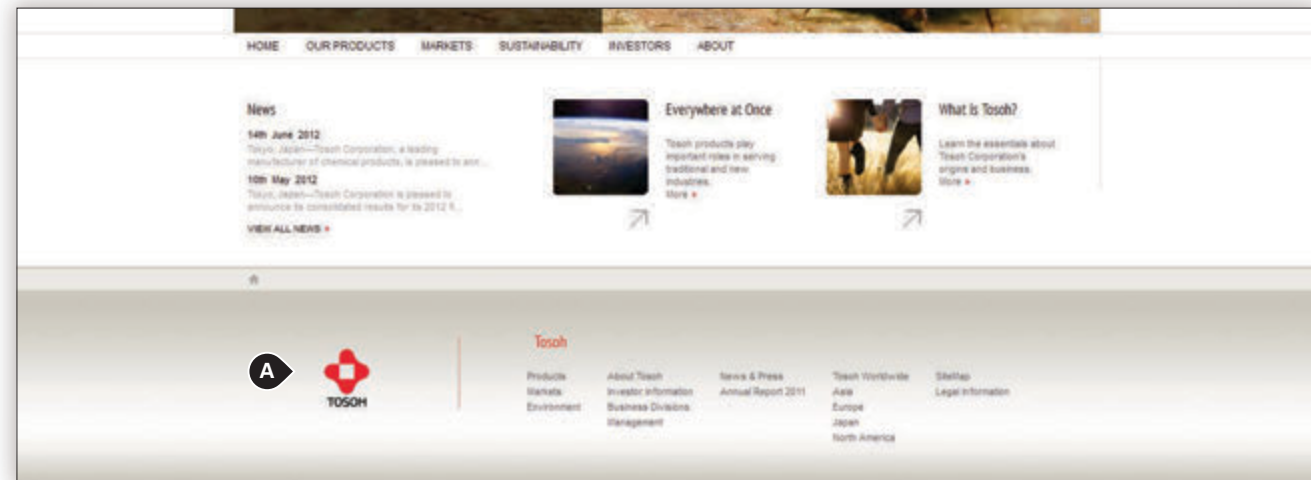 HOME OUR PRODUCTS MARKETS SUSTAINABILITY INVESTORS ABOUT
News
14th June 2012
Tokyo, Japan—Tosoh Corporation, a leading
manufacturer of chemical products, is pleased to ann...
10th May 2012
Tokyo, Japan—Tosoh Corporation is pleased to
announce its consolidated results for its 2012 fi...
VIEW ALL NEWS
Everywhere at Once
Tosoh products play
important roles in serving
traditional and new
industries.
More
What Is Tosoh?
Learn the essentials about
Tosoh Corporation's
origins and business.
More
A
TOSOH
Tosoh
Products
Markets
Environment
About Tosoh
Investor Information
Business Divisions
Management
News & Press
Annual Report 2011
Tosoh Worldwide
Asia
Europe
Japan
North America
SiteMap
Legal Information